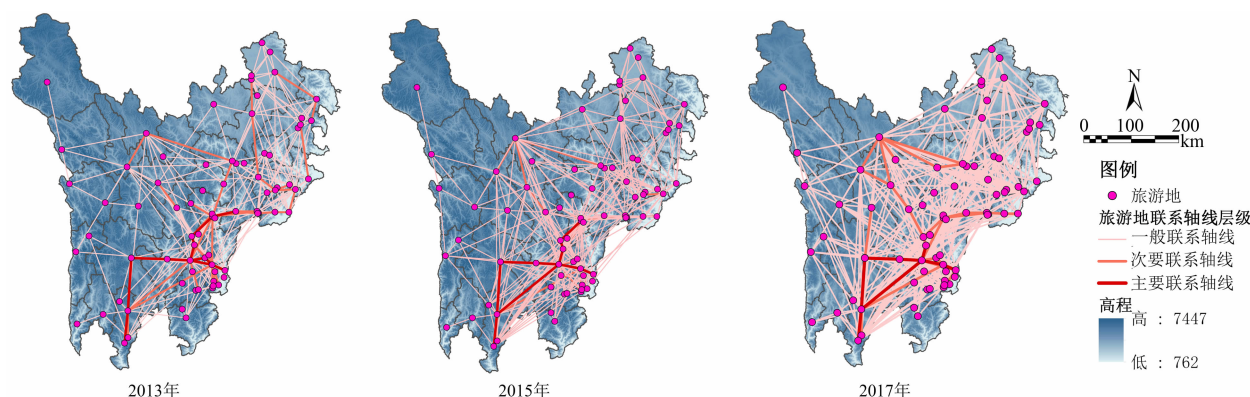 N
0 100 200
km
图例
旅游地
旅游地联系轴线层级
一般联系轴线
次要联系轴线
主要联系轴线
高程
高 : 7447
低 : 762
2013年
2015年
2017年